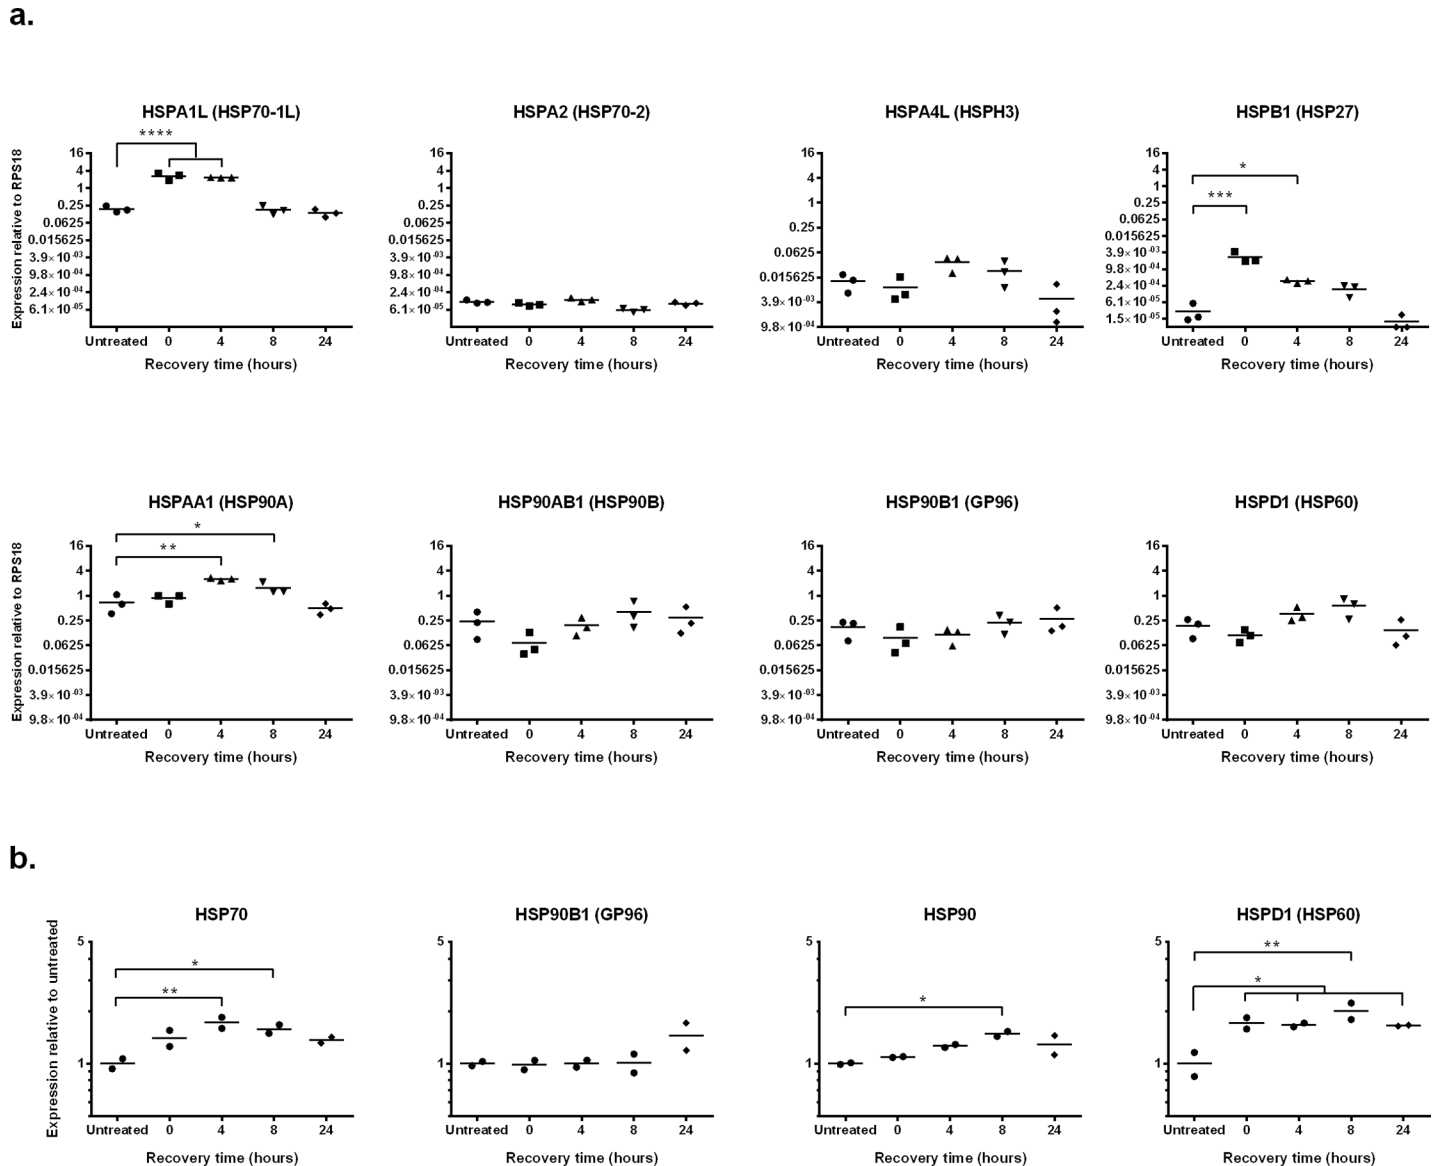 a.
HSPA1L (HSP70-1L)
****
Expression relative to RPS18
16
4
1
0.25
0.0625
0.015625
3.9×10-03
9.8×10-04
2.4×10-04
6.1×10-05
Untreated 0 4 8 24
Recovery time (hours)
HSPA2 (HSP70-2)
16
4
1
0.25
0.0625
0.015625
3.9×10-03
9.8×10-04
2.4×10-04
6.1×10-05
Untreated 0 4 8 24
Recovery time (hours)
HSPA4L (HSPH3)
16
4
1
0.25
0.0625
0.015625
3.9×10-03
9.8×10-04
Untreated 0 4 8 24
Recovery time (hours)
HSPB1 (HSP27)
*
***
16
4
1
0.25
0.0625
0.015625
3.9×10-03
9.8×10-04
2.4×10-04
6.1×10-05
1.5×10-05
Untreated 0 4 8 24
Recovery time (hours)
HSPAA1 (HSP90A)
*
**
Expression relative to RPS18
16
4
1
0.25
0.0625
0.015625
3.9×10-03
9.8×10-04
Untreated 0 4 8 24
Recovery time (hours)
HSP90AB1 (HSP90B)
16
4
1
0.25
0.0625
0.015625
3.9×10-03
9.8×10-04
Untreated 0 4 8 24
Recovery time (hours)
HSP90B1 (GP96)
16
4
1
0.25
0.0625
0.015625
3.9×10-03
9.8×10-04
Untreated 0 4 8 24
Recovery time (hours)
HSPD1 (HSP60)
16
4
1
0.25
0.0625
0.015625
3.9×10-03
9.8×10-04
Untreated 0 4 8 24
Recovery time (hours)
b.
HSP70
*
**
Expression relative to untreated
5
1
Untreated 0 4 8 24
Recovery time (hours)
HSP90B1 (GP96)
5
1
Untreated 0 4 8 24
Recovery time (hours)
HSP90
*
5
1
Untreated 0 4 8 24
Recovery time (hours)
HSPD1 (HSP60)
**
*
5
1
Untreated 0 4 8 24
Recovery time (hours)